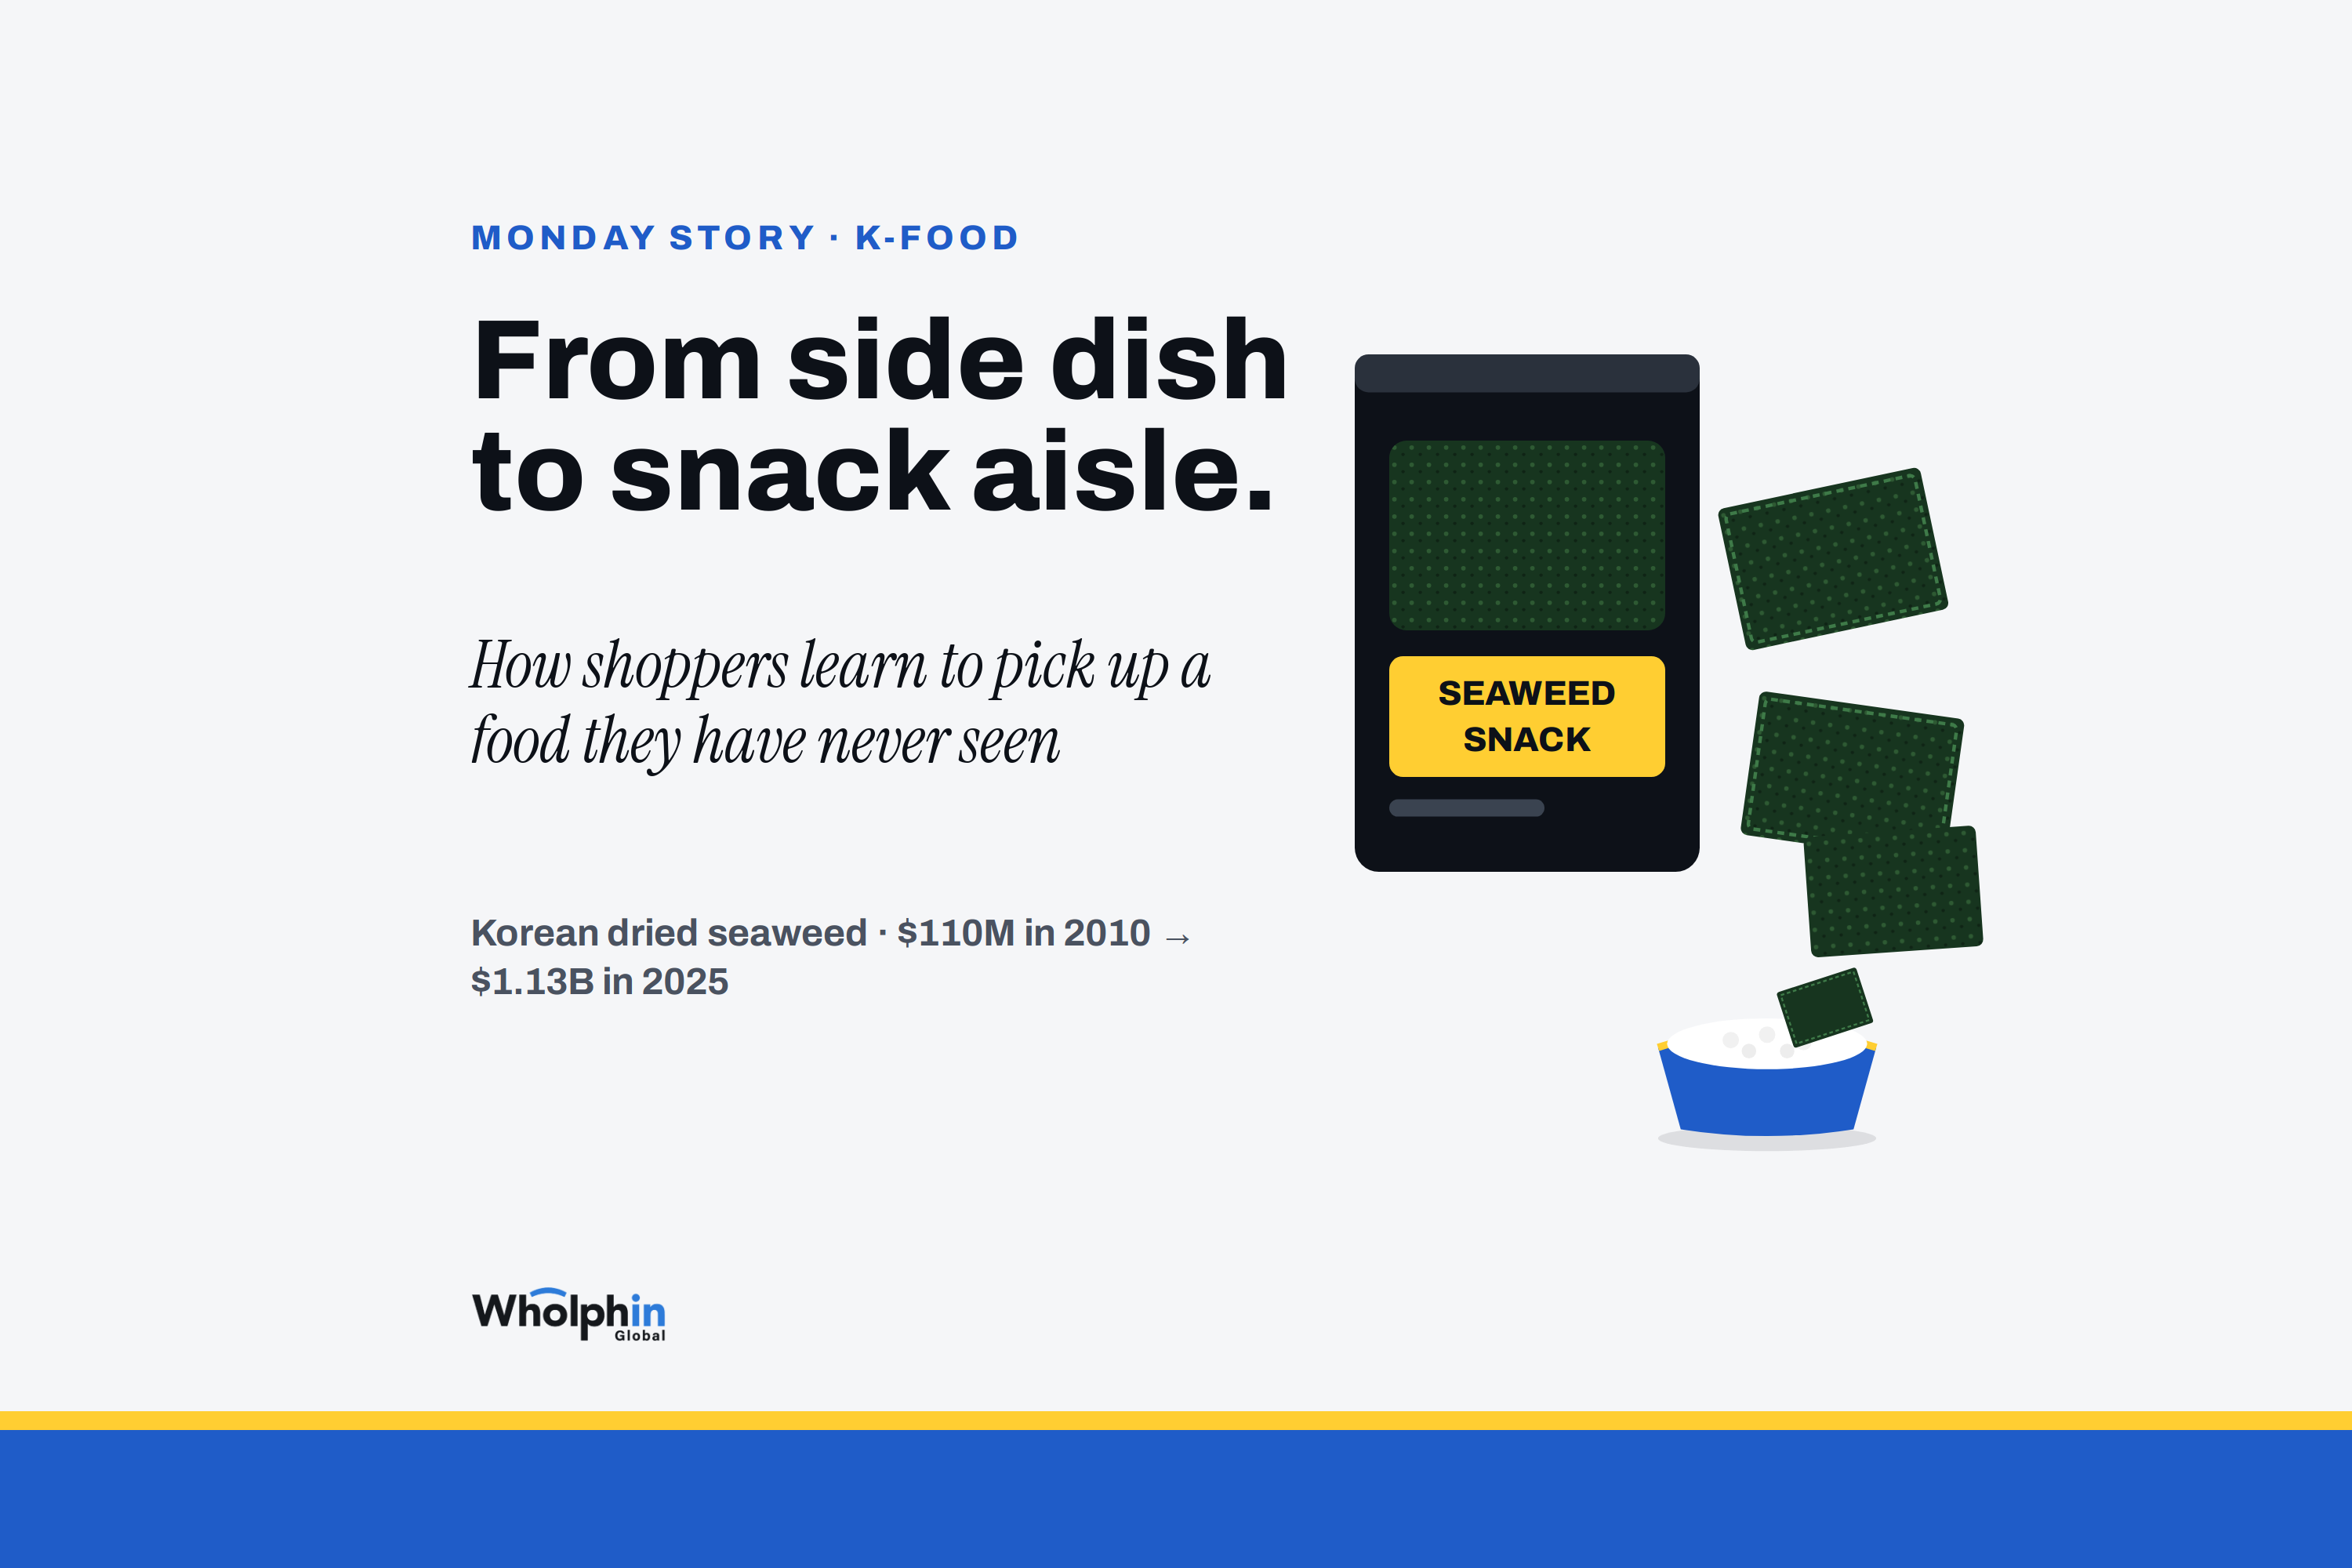 MONDAY STORY · K-FOOD
From side dish
to snack aisle.
How shoppers learn to pick up a
food they have never seen
Korean dried seaweed · $110M in 2010 →
$1.13B in 2025
SEAWEED
SNACK
Wholphin
Global